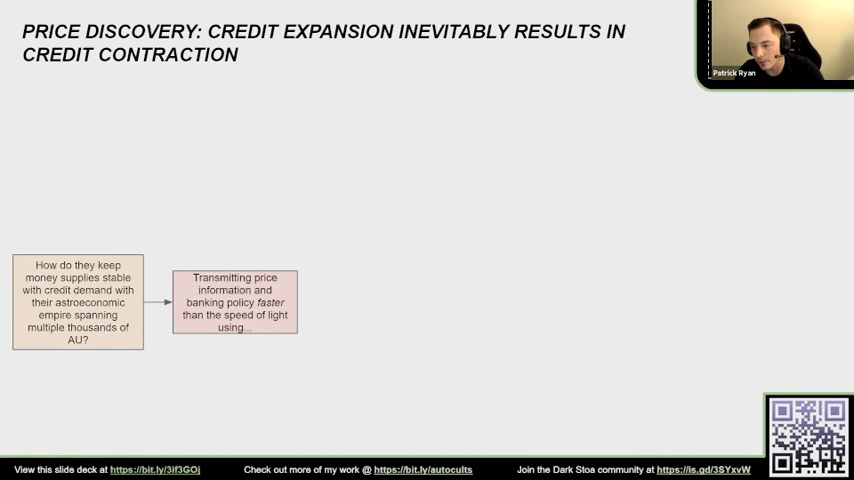 PRICE DISCOVERY: CREDIT EXPANSION INEVITABLY RESULTS IN
CREDIT CONTRACTION
Patrick Ryan
How do they keep
money supplies stable
with credit demand with
their astroeconomic
empire spanning
multiple thousands of
AU?
Transmitting price
information and
banking policy faster
than the speed of light
using...
View this slide deck at https://bit.ly/3if3GOj
Check out more of my work @ https://bit.ly/autocults
Join the Dark Stoa community at https://is.gd/3SYxvW